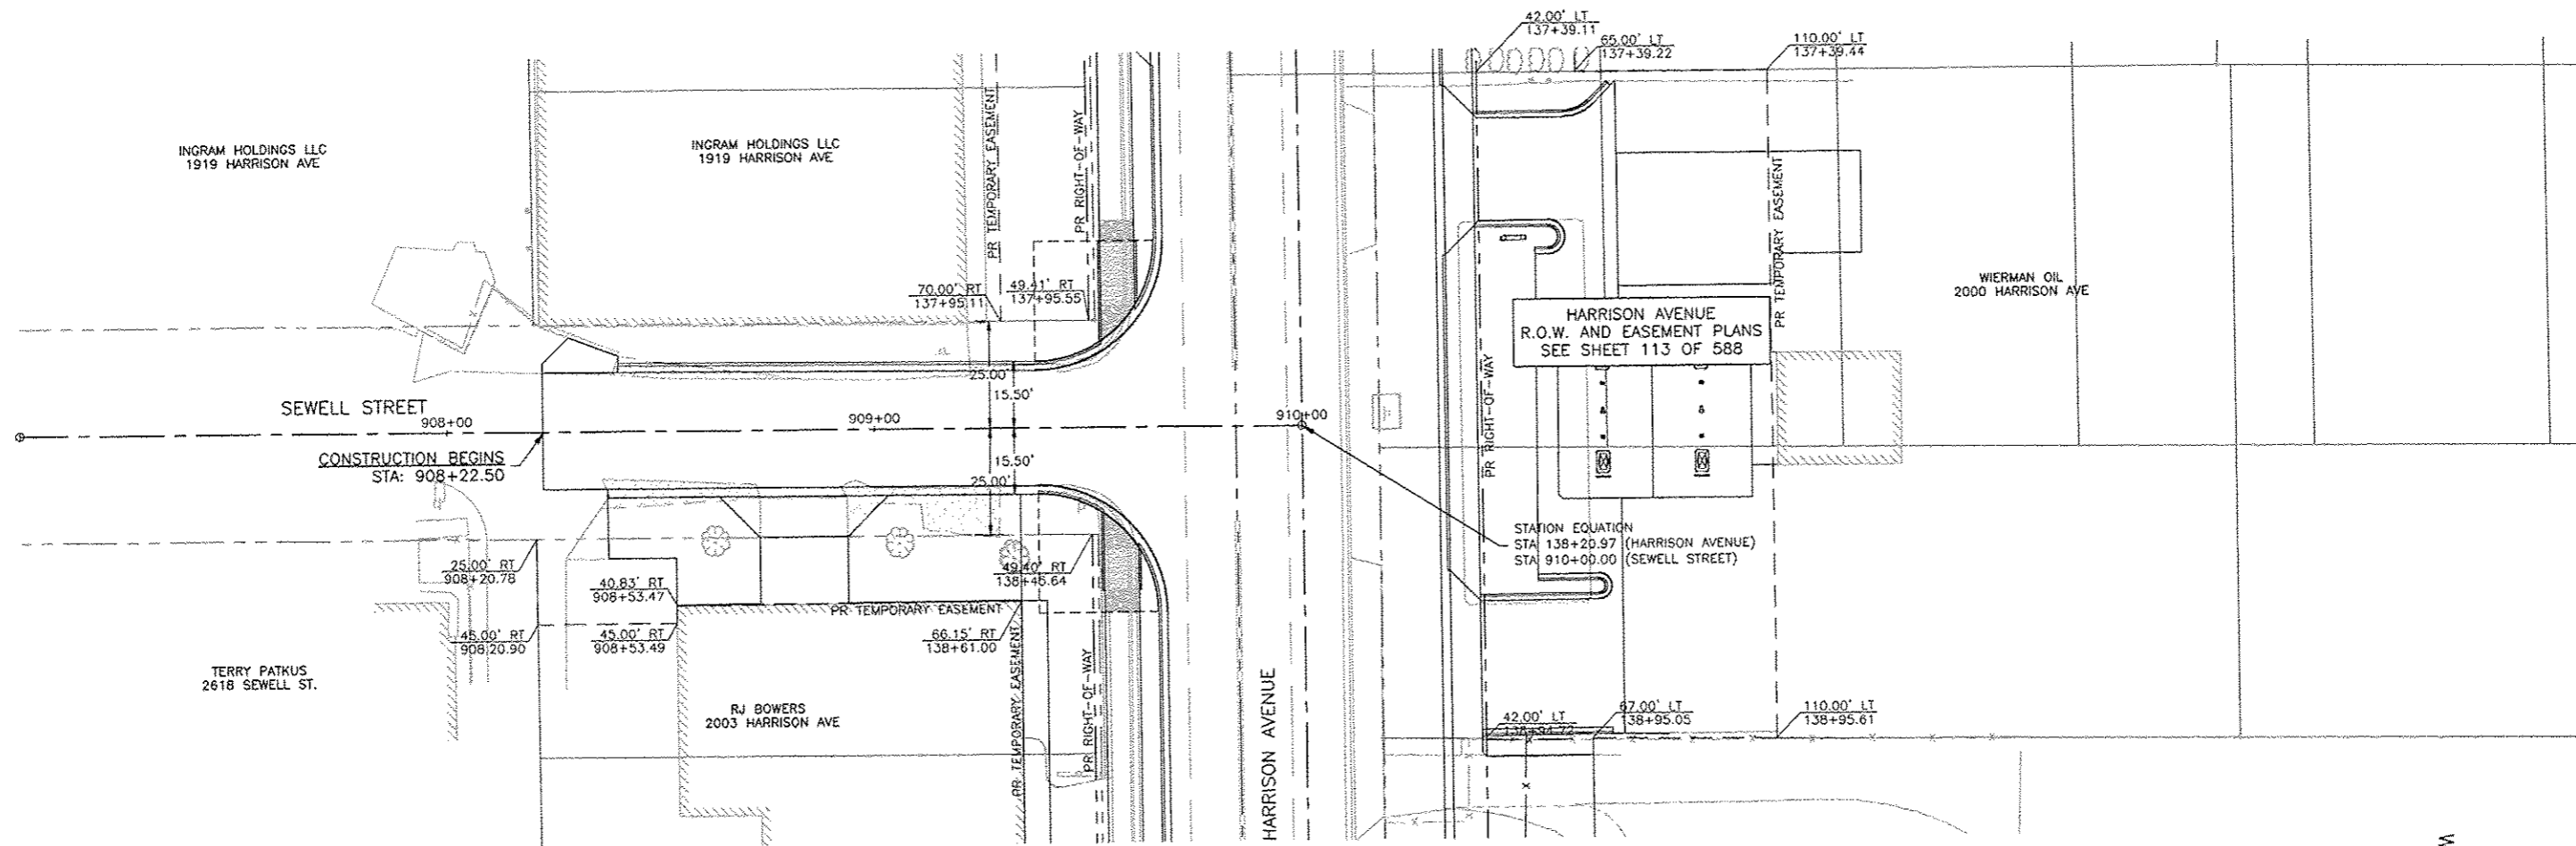 42.00' LT
137+39.11
65.00' LT
137+39.22
110.00' LT
137+39.44
INGRAM HOLDINGS LLC
1919 HARRISON AVE
INGRAM HOLDINGS LLC
1919 HARRISON AVE
PR TEMPORARY EASEMENT
PR RIGHT-OF-WAY
PR TEMPORARY EASEMENT
WIERMAN OIL
2000 HARRISON AVE
70.00' RT
137+95.11
49.41' RT
137+95.55
HARRISON AVENUE
R.O.W. AND EASEMENT PLANS
SEE SHEET 113 OF 588
25.00'
15.50'
SEWELL STREET
908+00
909+00
910+00
PR RIGHT-OF-WAY
CONSTRUCTION BEGINS
STA: 908+22.50
15.50'
25.00'
STATION EQUATION
STA 138+20.97 (HARRISON AVENUE)
STA 910+00.00 (SEWELL STREET)
25.00' RT
908+20.78
40.83' RT
908+53.47
49.40' RT
138+45.64
PR TEMPORARY EASEMENT
45.00' RT
908+20.90
45.00' RT
908+53.49
66.15' RT
138+61.00
TERRY PATKUS
2618 SEWELL ST.
RJ BOWERS
2003 HARRISON AVE
PR TEMPORARY EASEMENT
PR RIGHT-OF-WAY
HARRISON AVENUE
42.00' LT
67.00' LT
138+95.05
110.00' LT
138+95.61